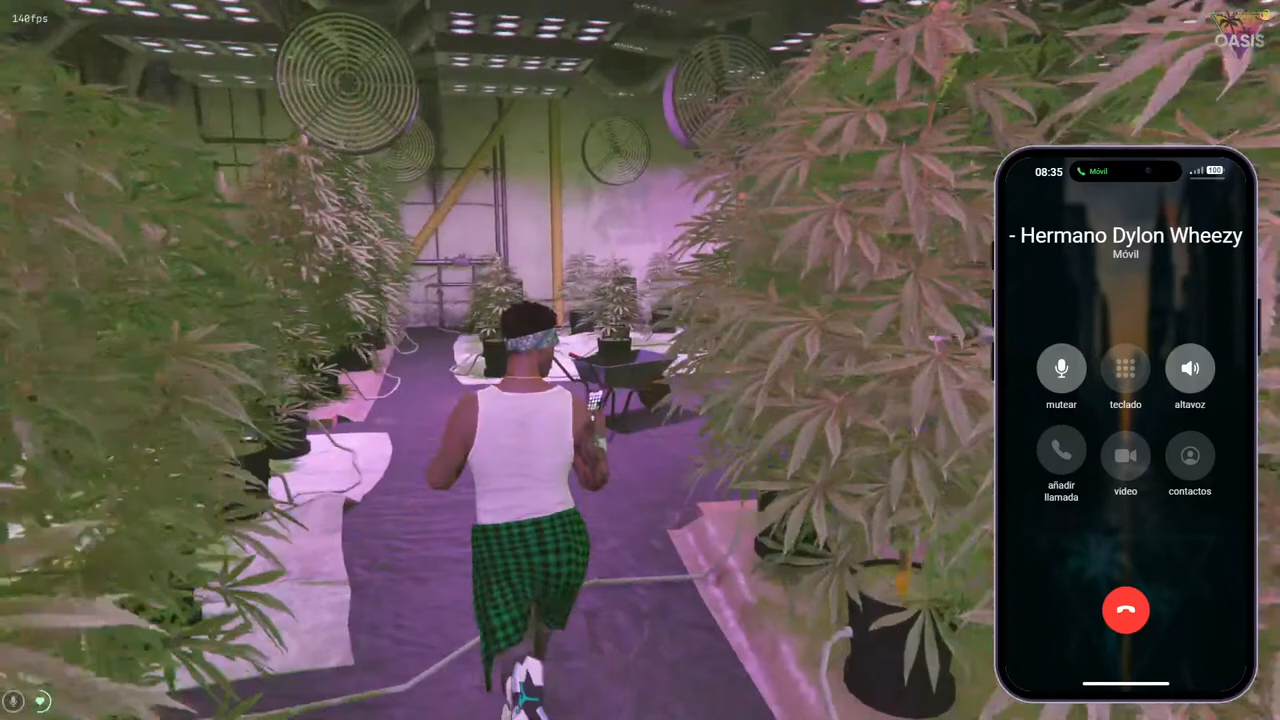 140fps
OASIS
08:35
Móvil
100
- Hermano Dylon Wheezy
Móvil
mutear
teclado
altavoz
añadir
llamada
video
contactos